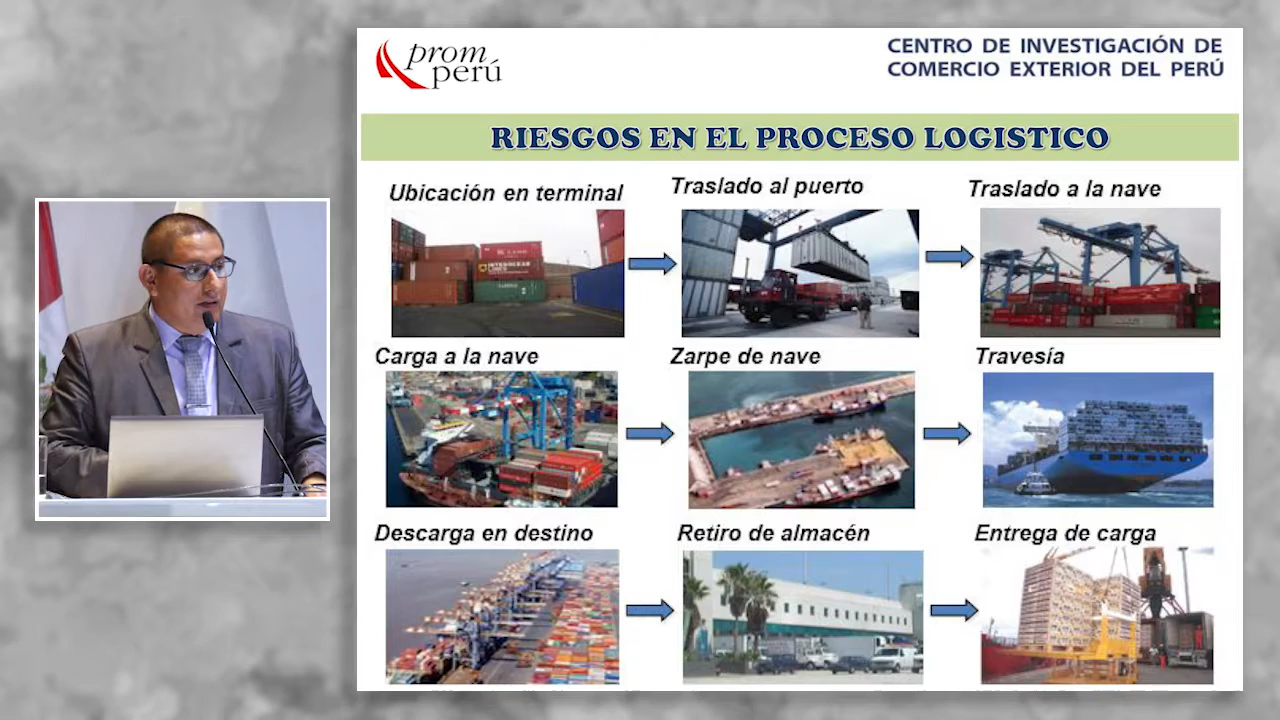 prom
perú
CENTRO DE INVESTIGACIÓN DE
COMERCIO EXTERIOR DEL PERÚ
RIESGOS EN EL PROCESO LOGISTICO
Ubicación en terminal
Traslado al puerto
Traslado a la nave
Carga a la nave
Zarpe de nave
Travesía
Descarga en destino
Retiro de almacén
Entrega de carga